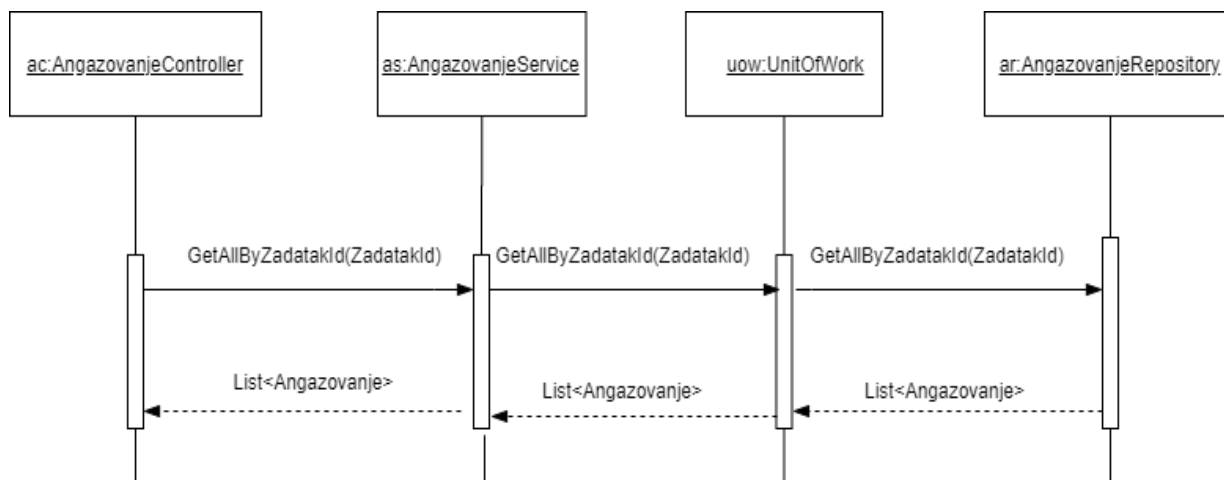 ac:AngazovanjeController
as:AngazovanjeService
uow:UnitOfWork
ar:AngazovanjeRepository
GetAllByZadatakId(ZadatakId)
GetAllByZadatakId(ZadatakId)
GetAllByZadatakId(ZadatakId)
List<Angazovanje>
List<Angazovanje>
List<Angazovanje>